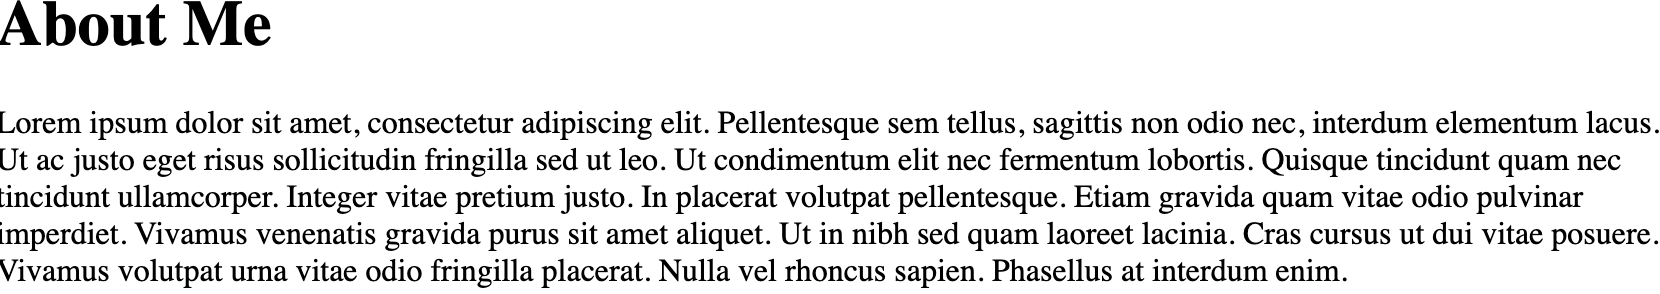 About Me
Lorem ipsum dolor sit amet, consectetur adipiscing elit. Pellentesque sem tellus, sagittis non odio nec, interdum elementum lacus.
Ut ac justo eget risus sollicitudin fringilla sed ut leo. Ut condimentum elit nec fermentum lobortis. Quisque tincidunt quam nec
tincidunt ullamcorper. Integer vitae pretium justo. In placerat volutpat pellentesque. Etiam gravida quam vitae odio pulvinar
imperdiet. Vivamus venenatis gravida purus sit amet aliquet. Ut in nibh sed quam laoreet lacinia. Cras cursus ut dui vitae posuere.
Vivamus volutpat urna vitae odio fringilla placerat. Nulla vel rhoncus sapien. Phasellus at interdum enim.